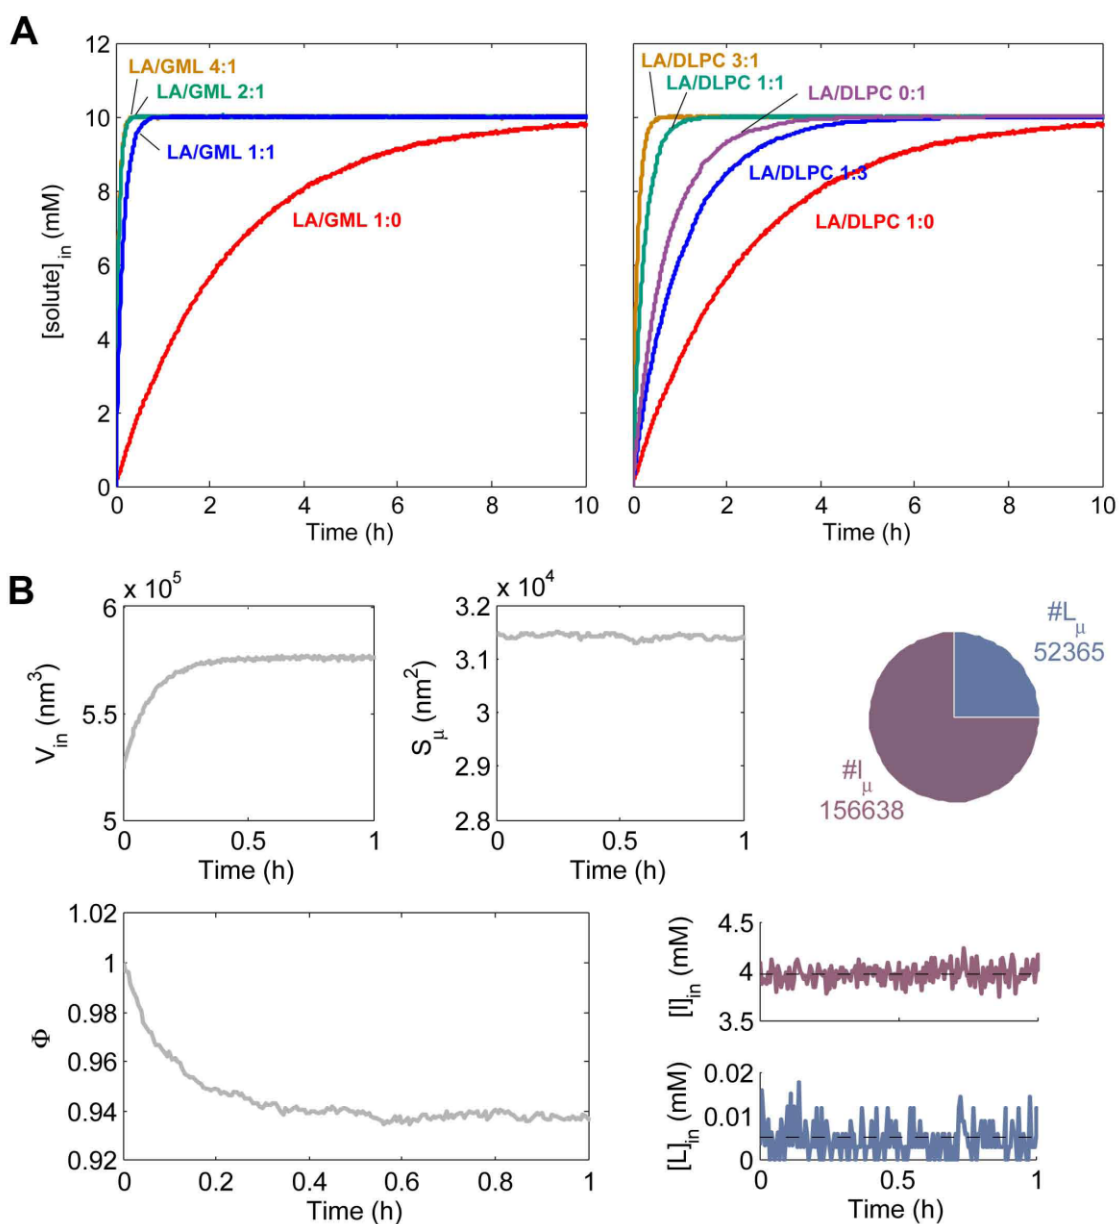 A
12
10
8
6
4
2
0
[solute]in (mM)
LA/GML 4:1
LA/GML 2:1
LA/GML 1:1
LA/GML 1:0
0 2 4 6 8 10
Time (h)
LA/DLPC 3:1
LA/DLPC 1:1
LA/DLPC 0:1
LA/DLPC 1:3
LA/DLPC 1:0
0 2 4 6 8 10
Time (h)
B
x 10^5
6
5.5
5
Vin (nm3)
0 0.5 1
Time (h)
x 10^4
3.2
3.1
3
2.9
2.8
Sμ (nm2)
0 0.5 1
Time (h)
#Lμ
52365
#lμ
156638
1.02
1
0.98
0.96
0.94
0.92
Φ
0 0.2 0.4 0.6 0.8 1
Time (h)
4.5
4
3.5
[l]in (mM)
0.02
0.01
0
[L]in (mM)
0 0.5 1
Time (h)